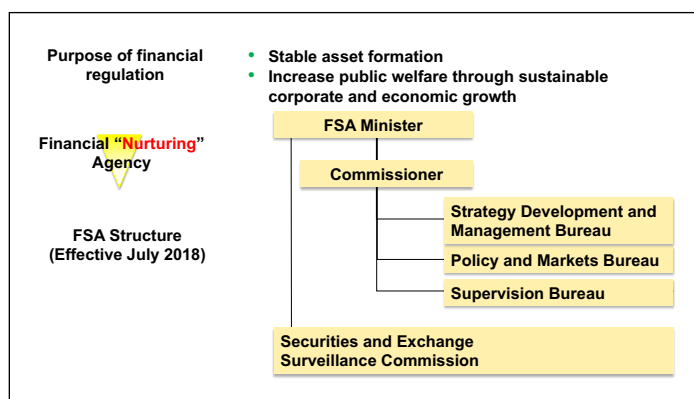 Purpose of financial
regulation
• Stable asset formation
• Increase public welfare through sustainable
corporate and economic growth
Financial “Nurturing”
Agency
FSA Structure
(Effective July 2018)
FSA Minister
Commissioner
Strategy Development and
Management Bureau
Policy and Markets Bureau
Supervision Bureau
Securities and Exchange
Surveillance Commission